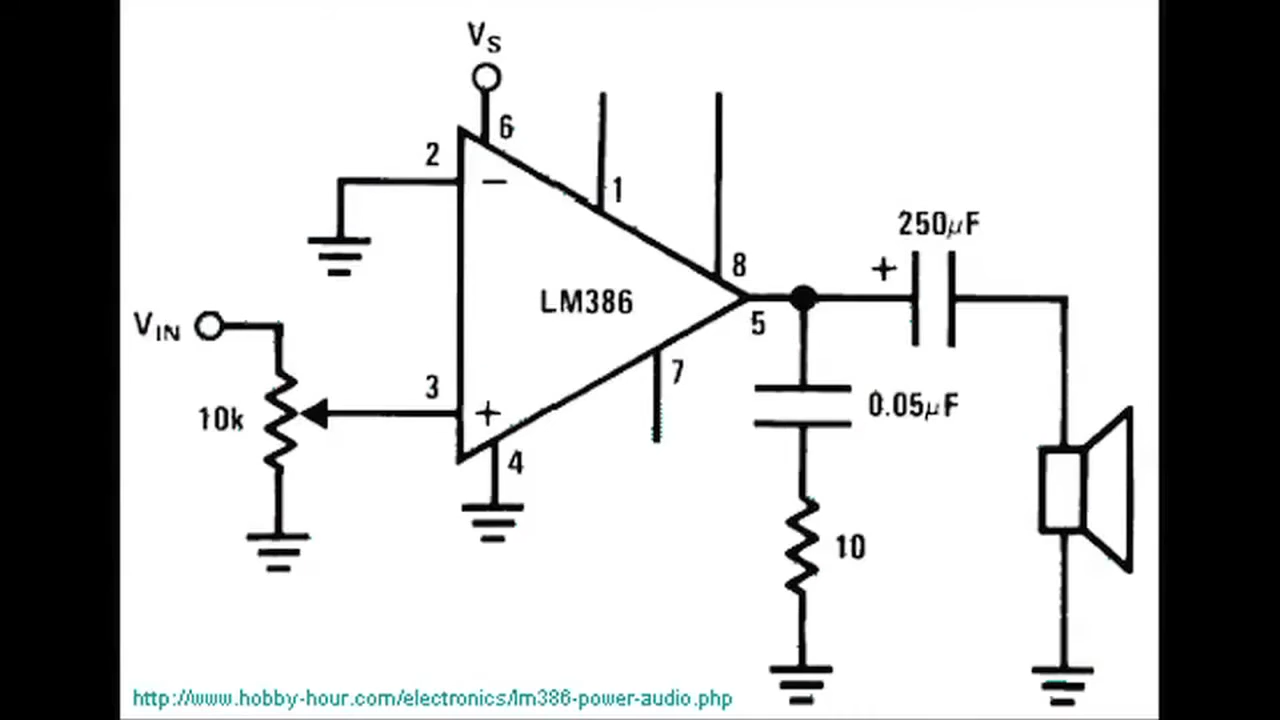 VS
6
2
−
1
250µF
+
8
LM386
5
VIN
7
3
0.05µF
10k
+
4
10
http://www.hobby-hour.com/electronics/lm386-power-audio.php